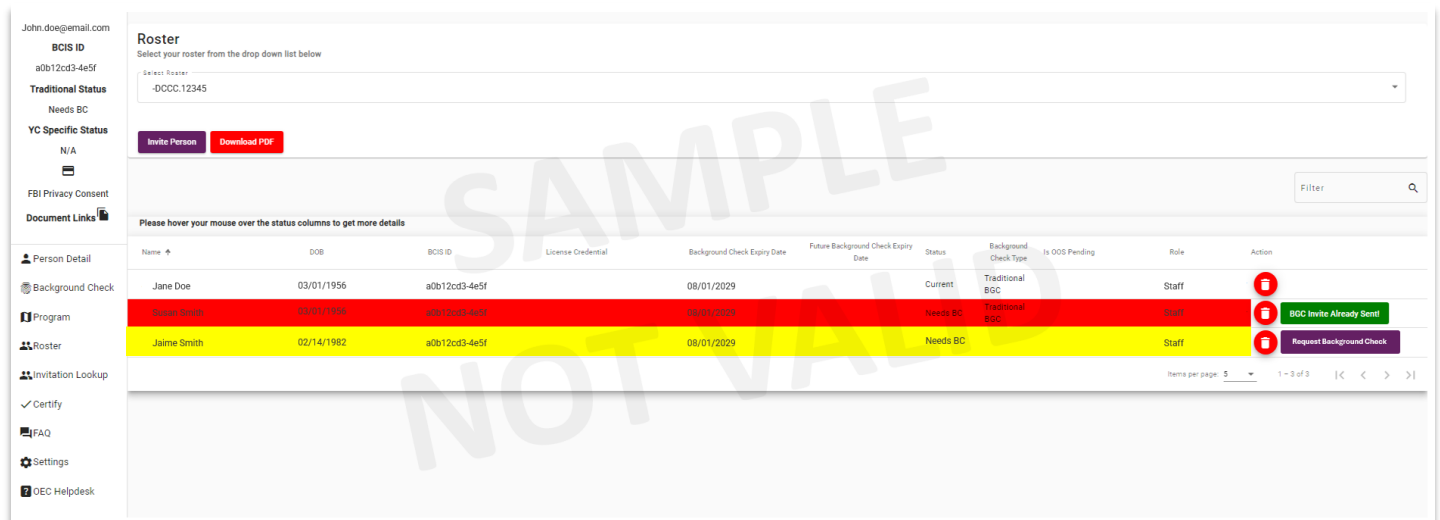 John.doe@email.com
BCIS ID
a0b12cd3-4e5f
Traditional Status
Needs BC
YC Specific Status
N/A
FBI Privacy Consent
Document Links
Person Detail
Background Check
Program
Roster
Invitation Lookup
Certify
FAQ
Settings
OEC Helpdesk
Roster
Select your roster from the drop down list below
Select Roster
-DCCC.12345
Invite Person Download PDF
Filter
Please hover your mouse over the status columns to get more details
Name DOB BCIS ID License Credential Background Check Expiry Date Future Background Check Expiry Date Status Background Check Type Is OOS Pending Role Action
Jane Doe 03/01/1956 a0b12cd3-4e5f 08/01/2029 Current Traditional BGC Staff
Susan Smith 03/01/1956 a0b12cd3-4e5f 08/01/2029 Needs BC Traditional BGC Staff BGC Invite Already Sent!
Jaime Smith 02/14/1982 a0b12cd3-4e5f 08/01/2029 Needs BC Staff Request Background Check
Items per page: 5 1 – 3 of 3
SAMPLE
NOT VALID